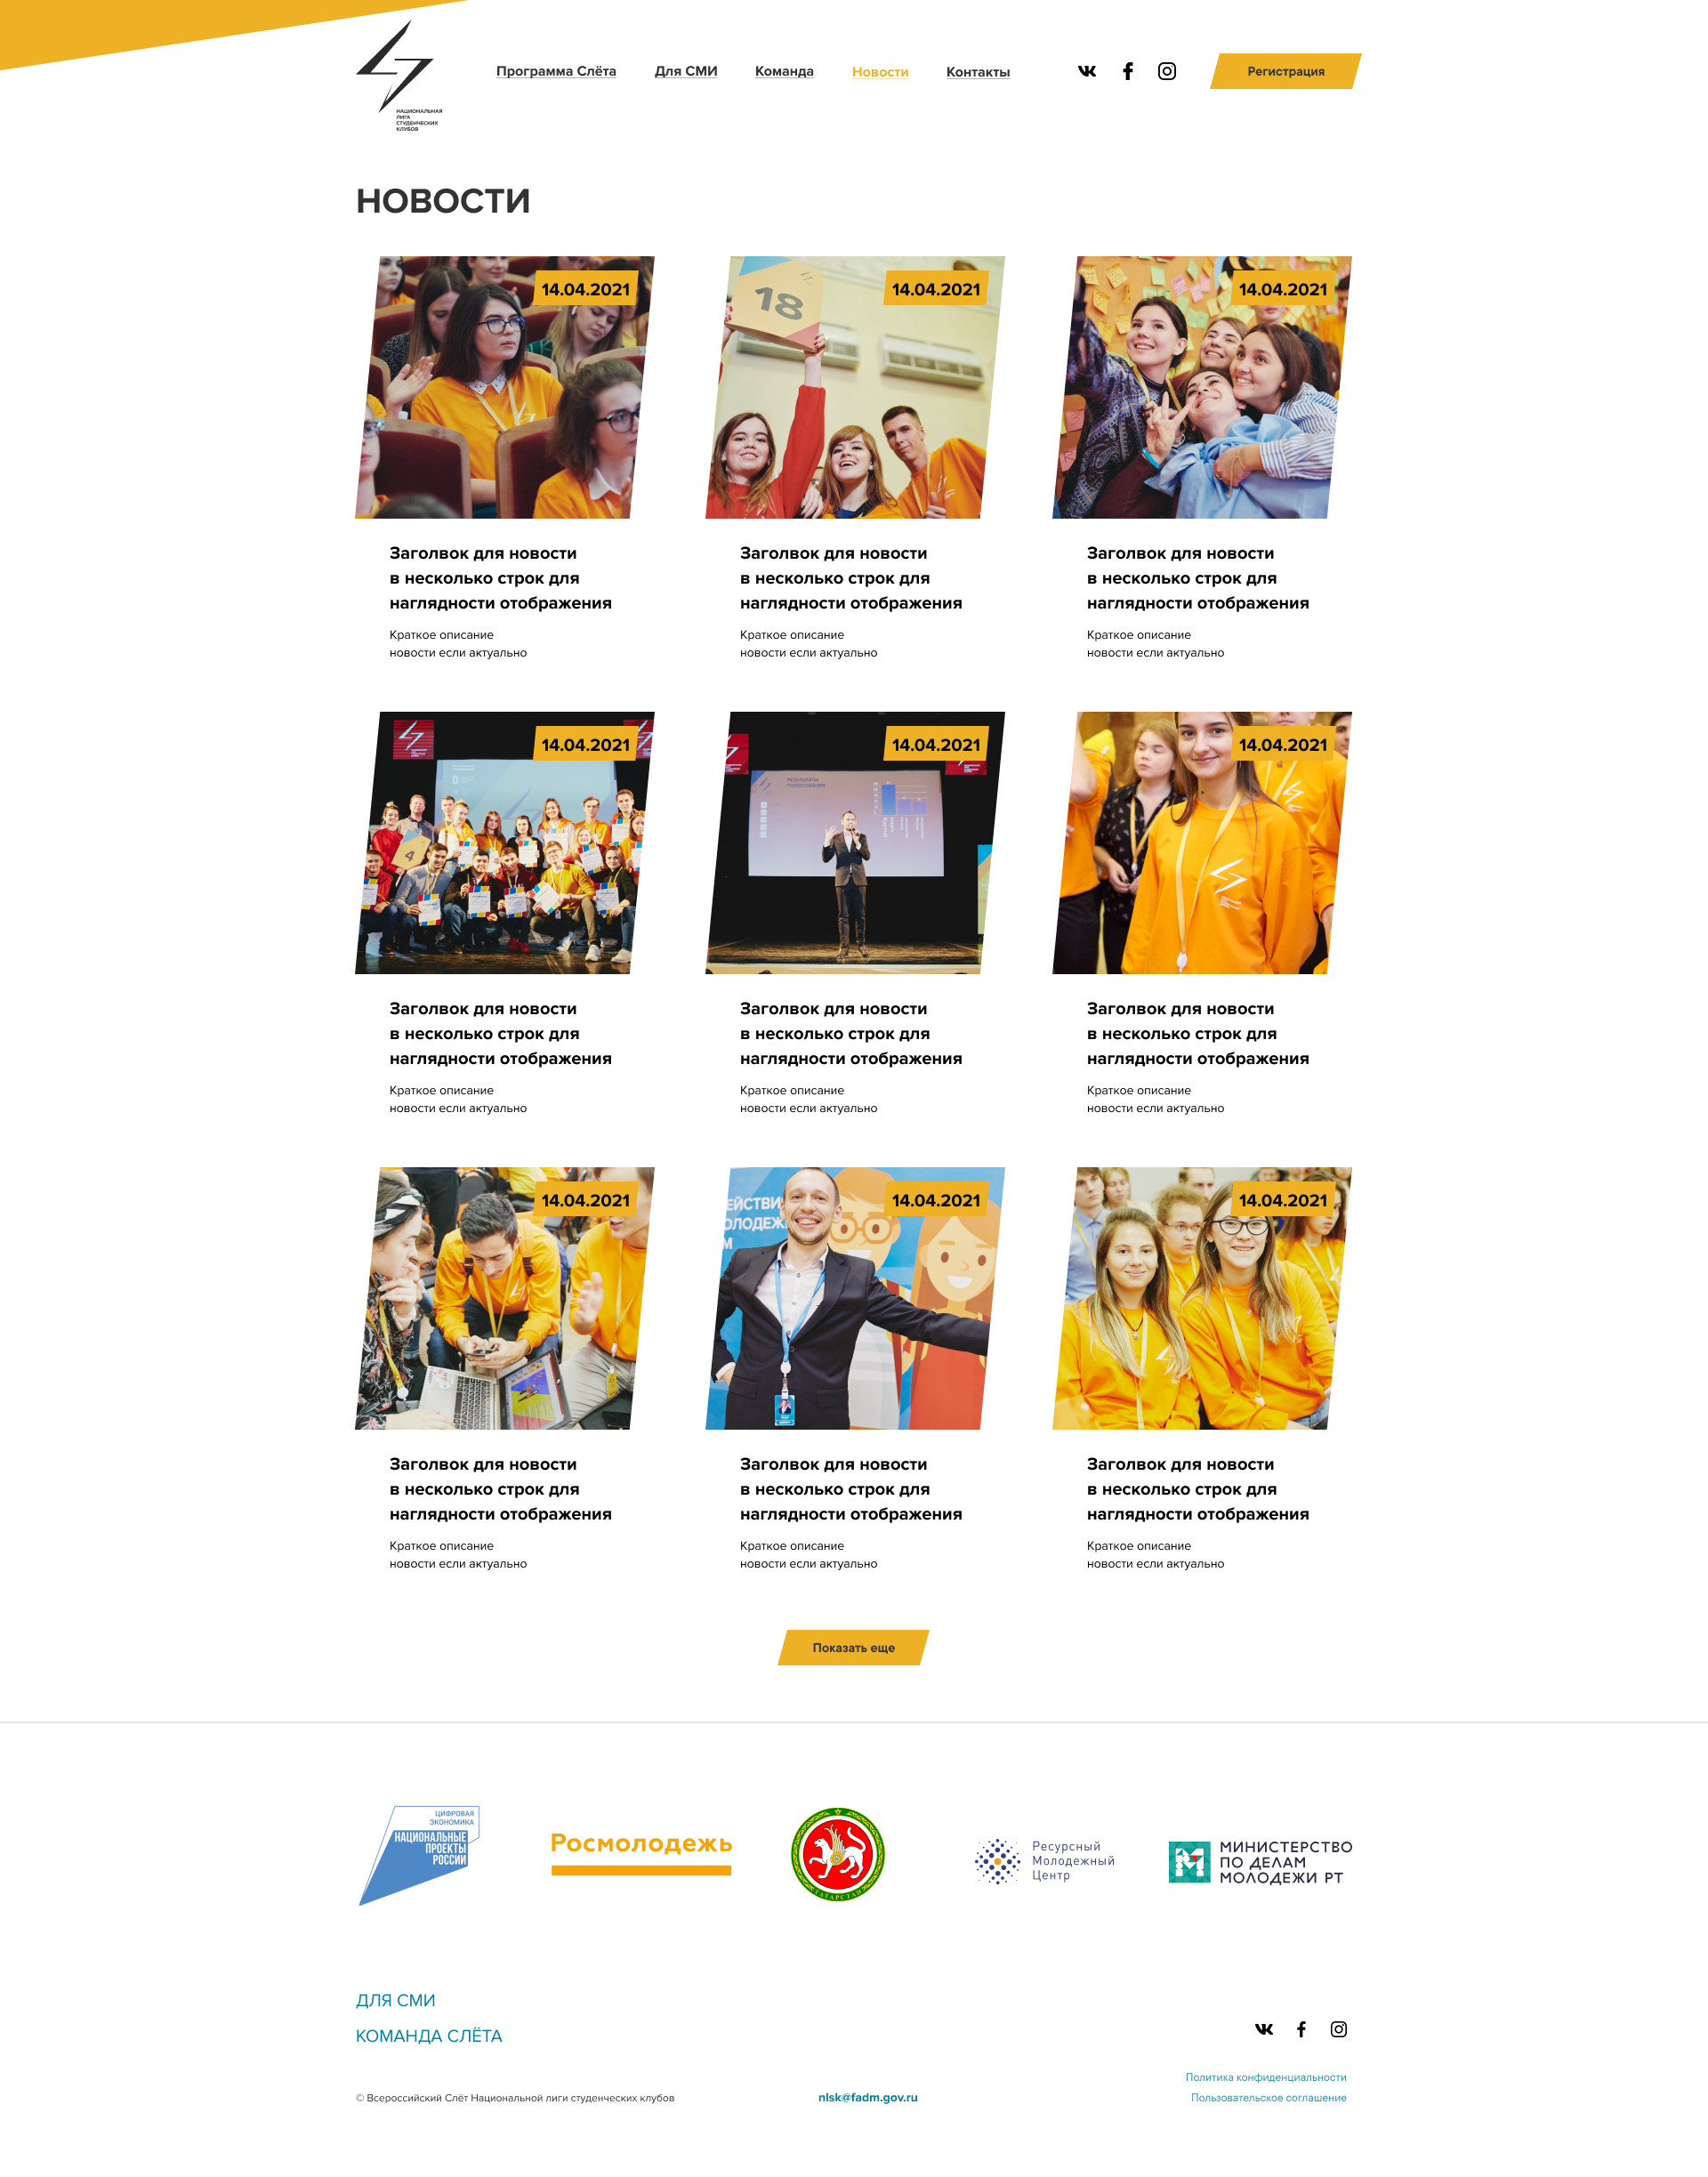 НАЦИОНАЛЬНАЯ
ЛИГА
СТУДЕНЧЕСКИХ
КЛУБОВ
Программа Слёта
Для СМИ
Команда
Новости
Контакты
Регистрация
НОВОСТИ
14.04.2021
18
14.04.2021
14.04.2021
Заголвок для новости
в несколько строк для
наглядности отображения
Краткое описание
новости если актуально
Заголвок для новости
в несколько строк для
наглядности отображения
Краткое описание
новости если актуально
Заголвок для новости
в несколько строк для
наглядности отображения
Краткое описание
новости если актуально
14.04.2021
4
14.04.2021
РЕЗУЛЬТАТЫ
ГОЛОСОВАНИЯ
14.04.2021
Заголвок для новости
в несколько строк для
наглядности отображения
Краткое описание
новости если актуально
Заголвок для новости
в несколько строк для
наглядности отображения
Краткое описание
новости если актуально
Заголвок для новости
в несколько строк для
наглядности отображения
Краткое описание
новости если актуально
14.04.2021
14.04.2021
14.04.2021
Заголвок для новости
в несколько строк для
наглядности отображения
Краткое описание
новости если актуально
Заголвок для новости
в несколько строк для
наглядности отображения
Краткое описание
новости если актуально
Заголвок для новости
в несколько строк для
наглядности отображения
Краткое описание
новости если актуально
Показать еще
ЦИФРОВАЯ
ЭКОНОМИКА
НАЦИОНАЛЬНЫЕ
ПРОЕКТЫ
РОССИИ
Росмолодежь
ТАТАРСТАН
Ресурсный
Молодежный
Центр
МИНИСТЕРСТВО
ПО ДЕЛАМ
МОЛОДЕЖИ РТ
ДЛЯ СМИ
КОМАНДА СЛЁТА
Политика конфиденциальности
© Всероссийский Слёт Национальной лиги студенческих клубов
nlsk@fadm.gov.ru
Пользовательское соглашение